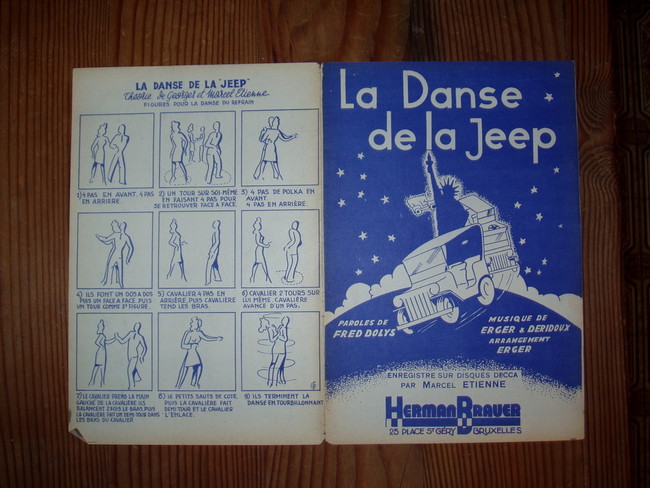 LA DANSE DE LA "JEEP"
Théorie de Georges et Marcel Etienne
FIGURES POUR LA DANSE DU REFRAIN
1) 4 PAS EN AVANT. 4 PAS
EN ARRIERE.
2) UN TOUR SUR SOI-MÊME
EN FAISANT 4 PAS POUR
SE RETROUVER FACE A FACE.
3) 4 PAS DE POLKA EN
AVANT
4 PAS EN ARRIÈRE.
4) ILS FONT UN DOS A DOS
PUIS UN FACE A FACE. PUIS
UN TOUR COMME 2e FIGURE.
5) CAVALIER 4 PAS EN
ARRIÈRE, PUIS CAVALIÈRE
TEND LES BRAS.
6) CAVALIER 2 TOURS SUR
LUI MÊME. CAVALIÈRE
AVANCE D'UN PAS.
7) LE CAVALIER PREND LA MAIN
GAUCHE DE LA CAVALIÈRE ILS
BALANCENT 2 FOIS LE BRAS, PUIS
LA CAVALIÈRE FAIT UN DEMI TOUR DANS
LES BRAS DU CAVALIER
8) 16 PETITS SAUTS DE COTÉ,
PUIS LA CAVALIÈRE FAIT
DEMI TOUR ET LE CAVALIER
L'ENLACE.
9) ILS TERMINENT LA
DANSE EN TOURBILLONNANT
La Danse
de la Jeep
PAROLES DE
FRED DOLYS
MUSIQUE DE
ERGER & DERIDOUX
ARRANGEMENT
ERGER
ENREGISTRE SUR DISQUES DECCA
PAR MARCEL ETIENNE
HERMAN BRAUER
25 PLACE ST GÉRY BRUXELLES